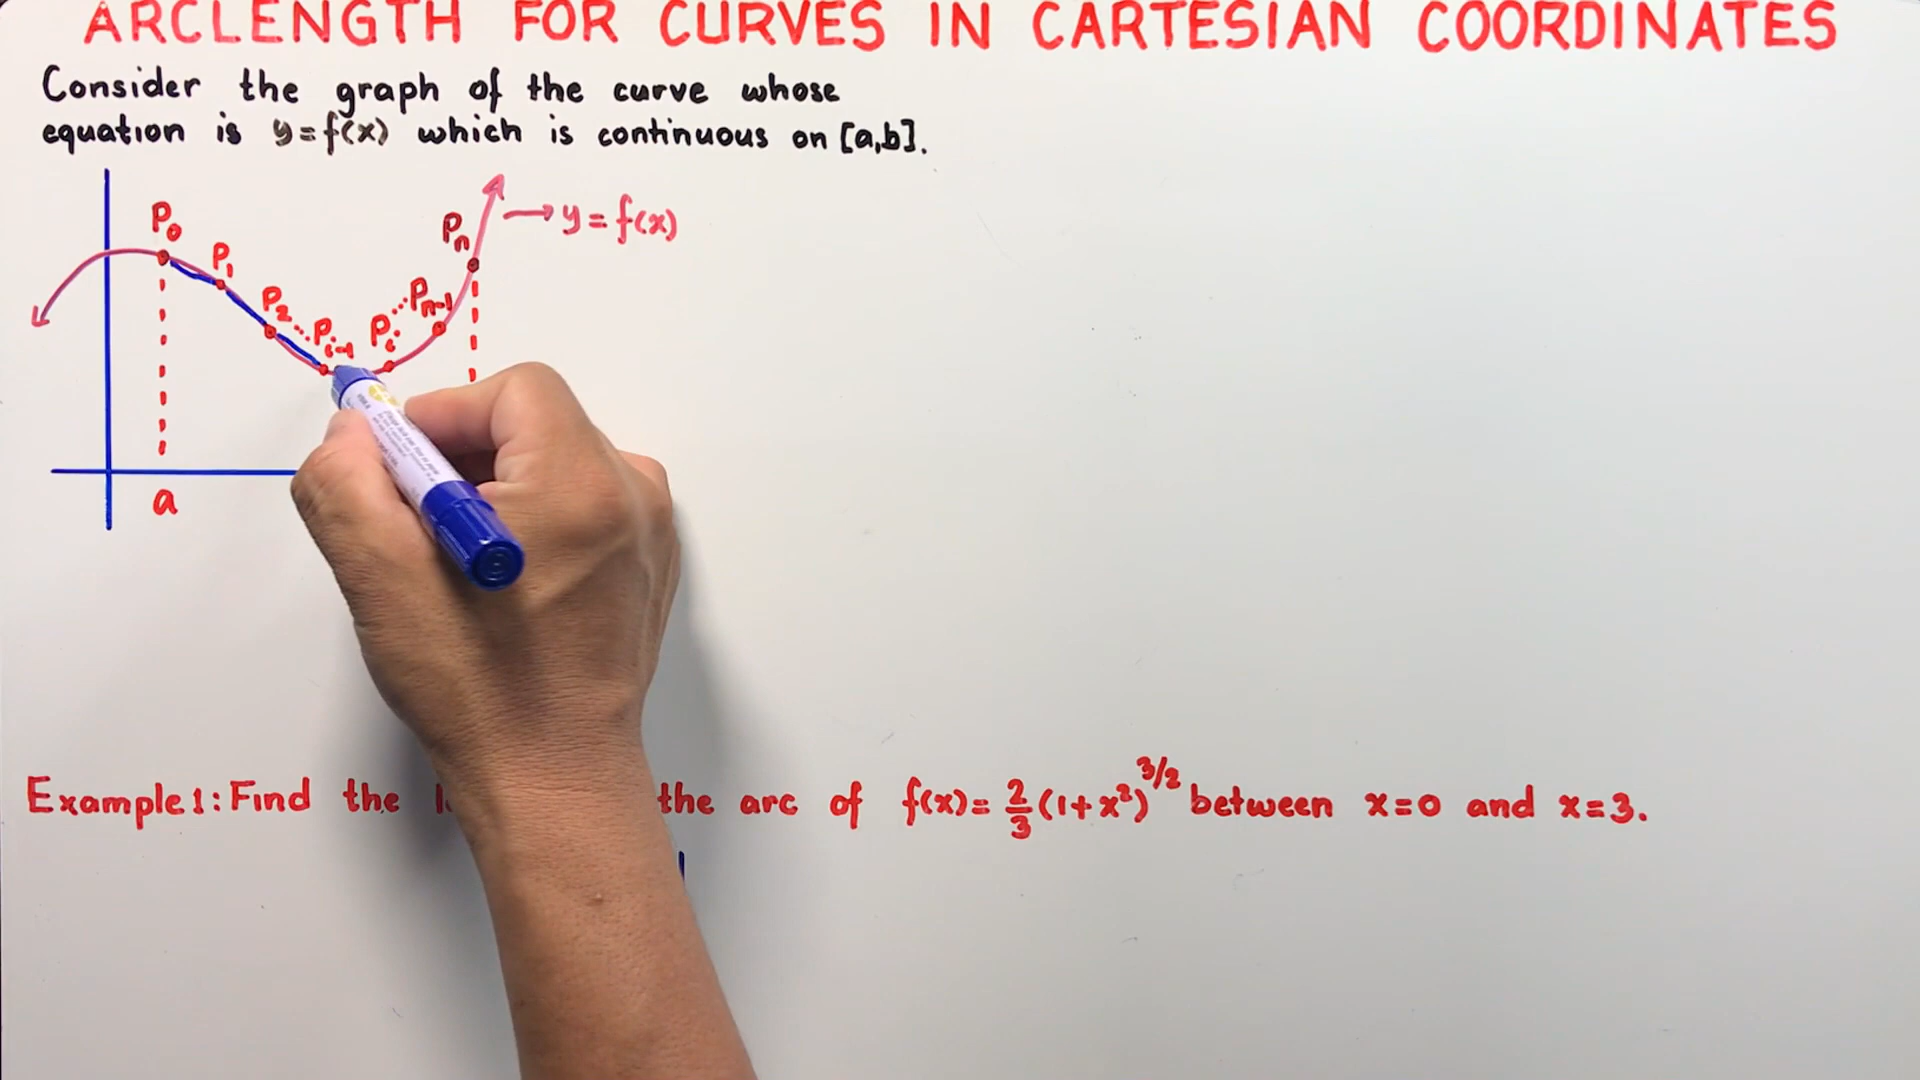 ARCLENGTH FOR CURVES IN CARTESIAN COORDINATES
Consider the graph of the curve whose
equation is y=f(x) which is continuous on [a,b].
P₀ P₁ P₂ ... Pᵢ₋₁ Pᵢ ... Pₙ₋₁ Pₙ
→ y=f(x)
a
Example 1: Find the the arc of f(x)= 2/3 (1+x²)^3/2 between x=0 and x=3.